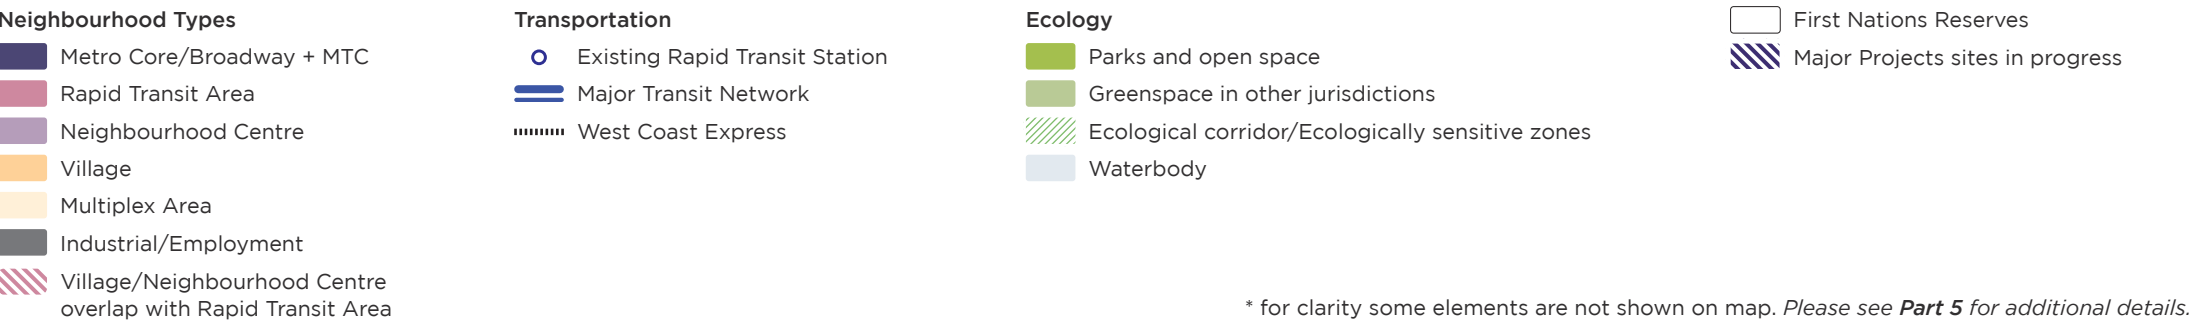 Neighbourhood Types
Metro Core/Broadway + MTC
Rapid Transit Area
Neighbourhood Centre
Village
Multiplex Area
Industrial/Employment
Village/Neighbourhood Centre
overlap with Rapid Transit Area
Transportation
Existing Rapid Transit Station
Major Transit Network
West Coast Express
Ecology
Parks and open space
Greenspace in other jurisdictions
Ecological corridor/Ecologically sensitive zones
Waterbody
First Nations Reserves
Major Projects sites in progress
* for clarity some elements are not shown on map. Please see Part 5 for additional details.